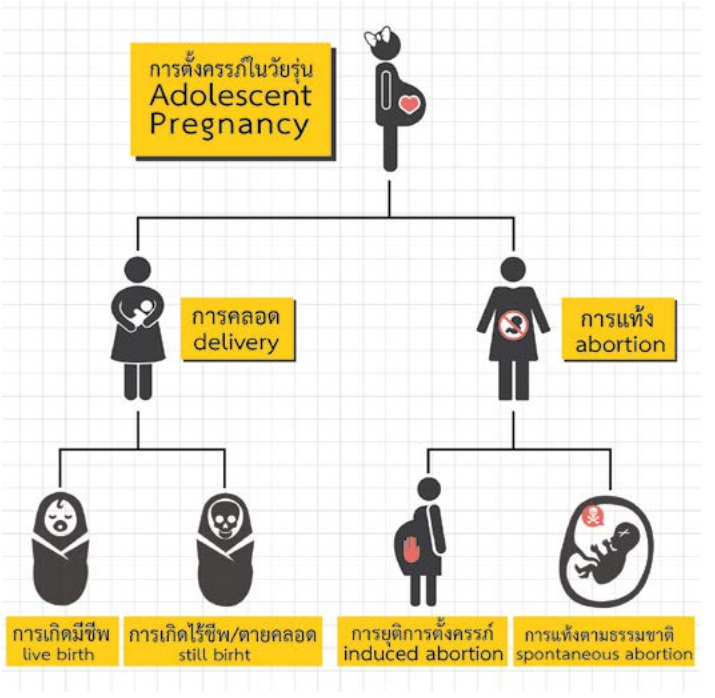 การตั้งครรภ์ในวัยรุ่น
Adolescent
Pregnancy
การคลอด
delivery
การแท้ง
abortion
การเกิดมีชีพ
live birth
การเกิดไร้ชีพ/ตายคลอด
still birht
การยุติการตั้งครรภ์
induced abortion
การแท้งตามธรรมชาติ
spontaneous abortion